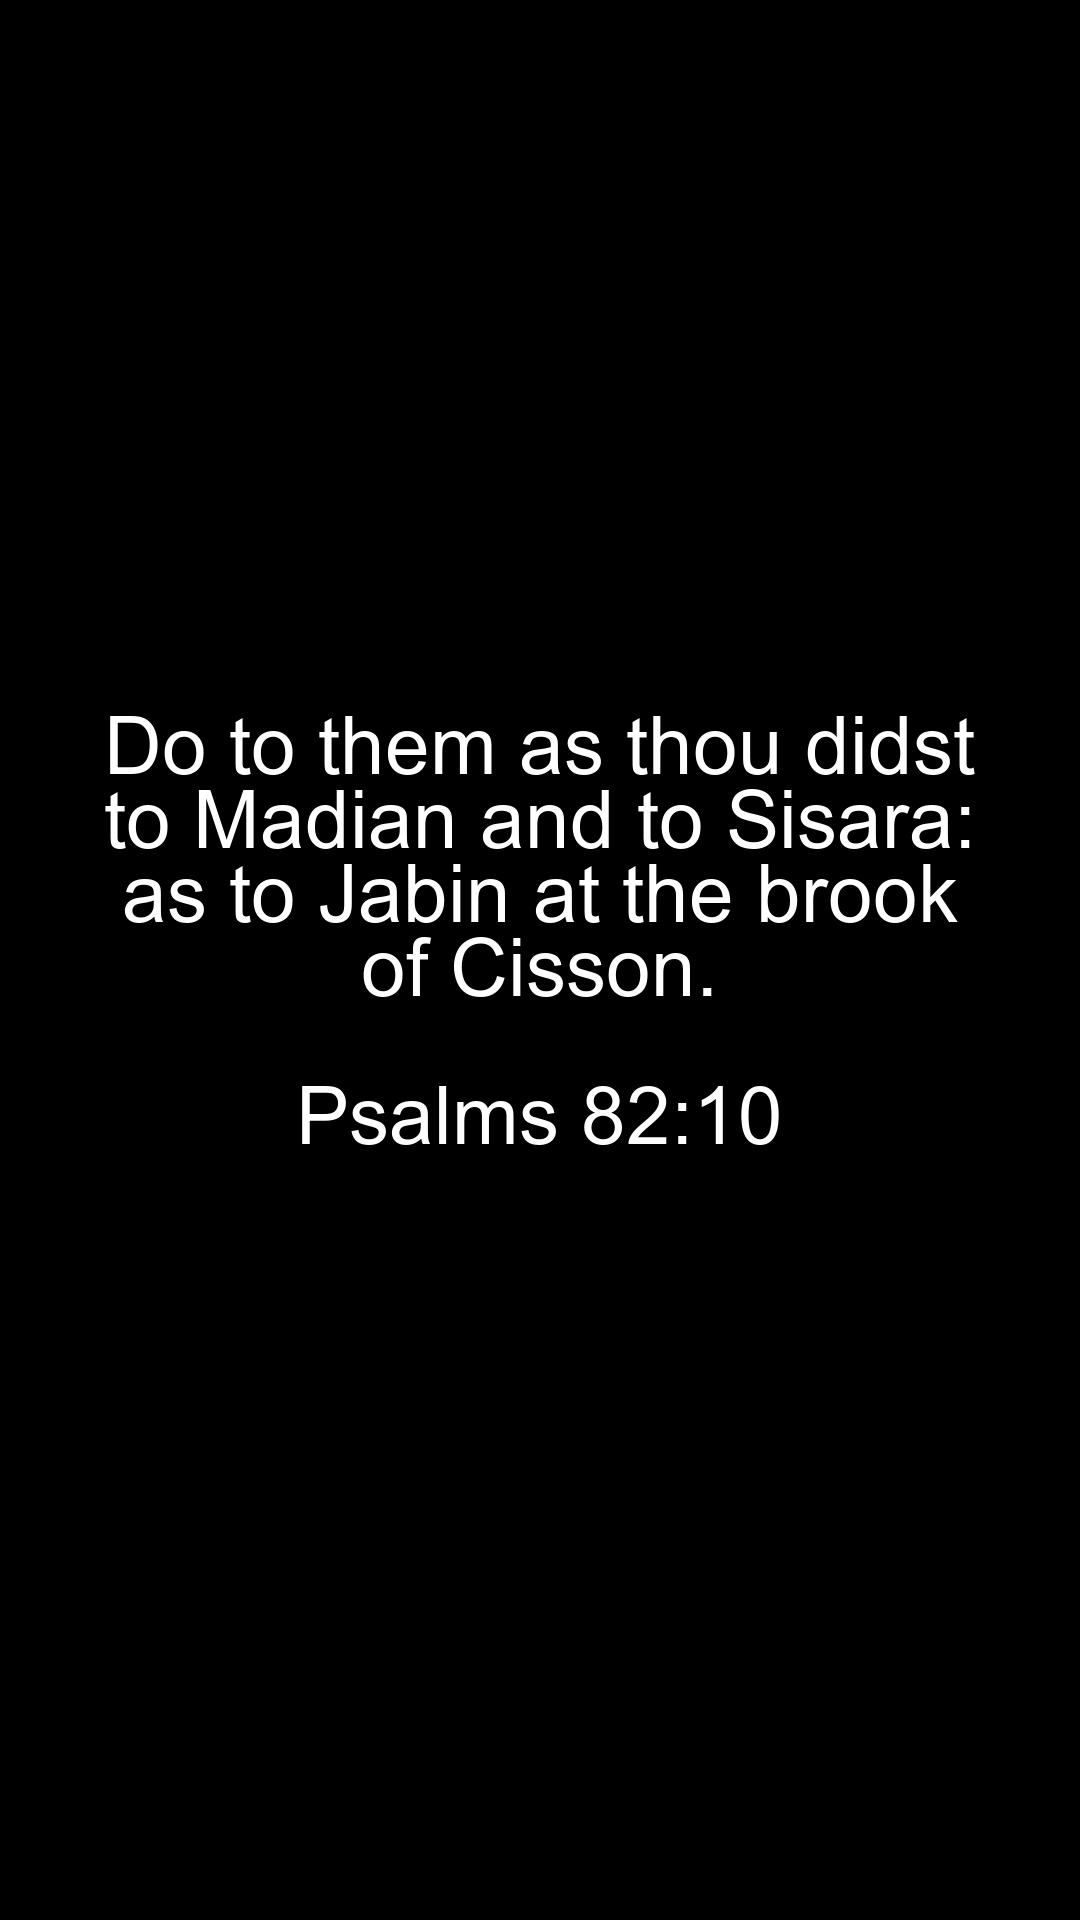 Do to them as thou didst
to Madian and to Sisara:
as to Jabin at the brook
of Cisson.
Psalms 82:10